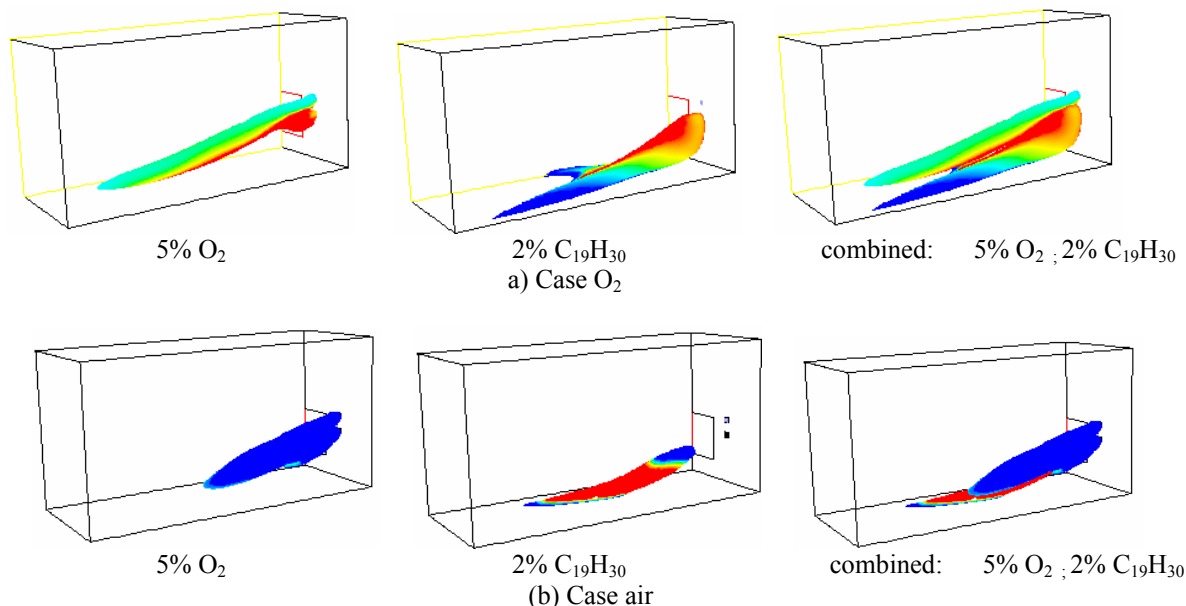 5% O₂ 2% C₁₉H₃₀ combined: 5% O₂ ; 2% C₁₉H₃₀
a) Case O₂
5% O₂ 2% C₁₉H₃₀ combined: 5% O₂ ; 2% C₁₉H₃₀
(b) Case air